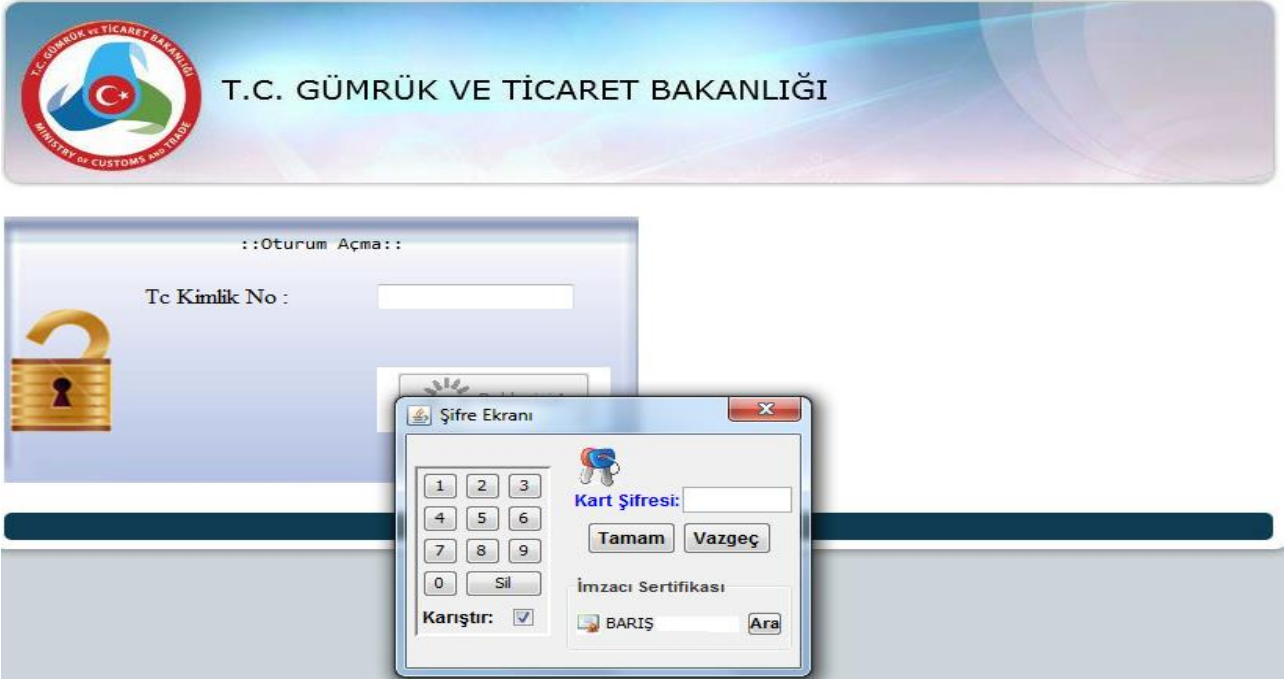 T.C. GÜMRÜK VE TİCARET BAKANLIĞI
MINISTRY OF CUSTOMS AND TRADE
T.C. GÜMRÜK VE TİCARET BAKANLIĞI
::Oturum Açma::
Tc Kimlik No :
Şifre Ekranı
1 2 3
4 5 6
7 8 9
0 Sil
Karıştır:
Kart Şifresi:
Tamam Vazgeç
İmzacı Sertifikası
BARIŞ Ara